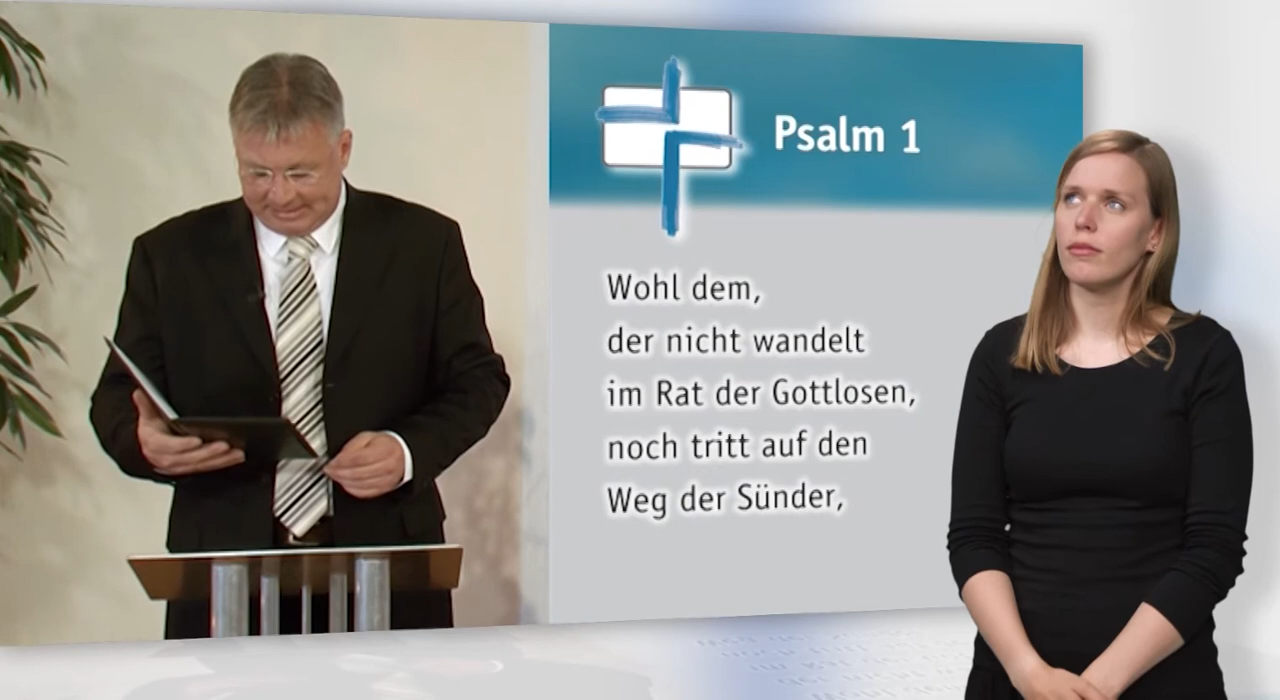 Psalm 1
Wohl dem,
der nicht wandelt
im Rat der Gottlosen,
noch tritt auf den
Weg der Sünder,